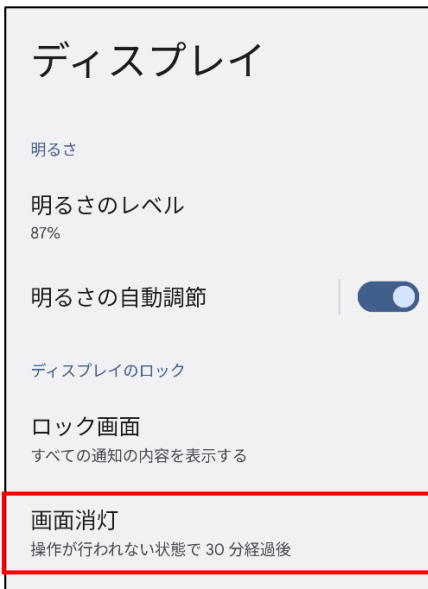 ディスプレイ
明るさ
明るさのレベル
87%
明るさの自動調節
ディスプレイのロック
ロック画面
すべての通知の内容を表示する
画面消灯
操作が行われない状態で 30 分経過後